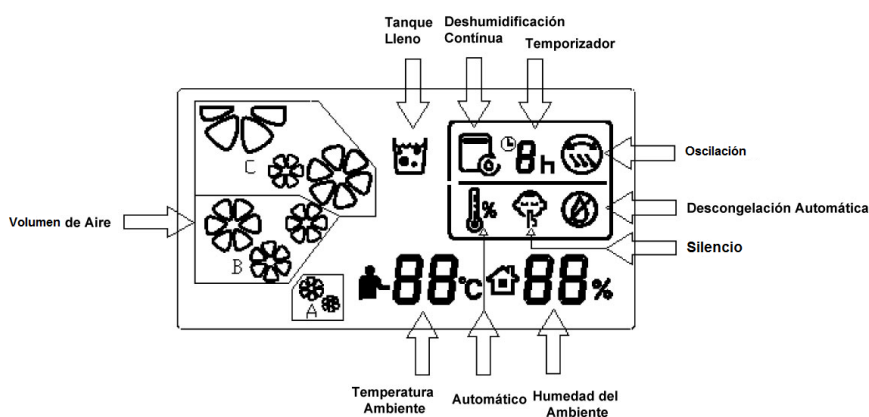 Tanque
Lleno
Deshumidificación
Contínua
Temporizador
C
8 h
Oscilación
Volumen de Aire
%
Descongelación Automática
Silencio
B
A
88 °C
88 %
Temperatura
Ambiente
Automático
Humedad del
Ambiente